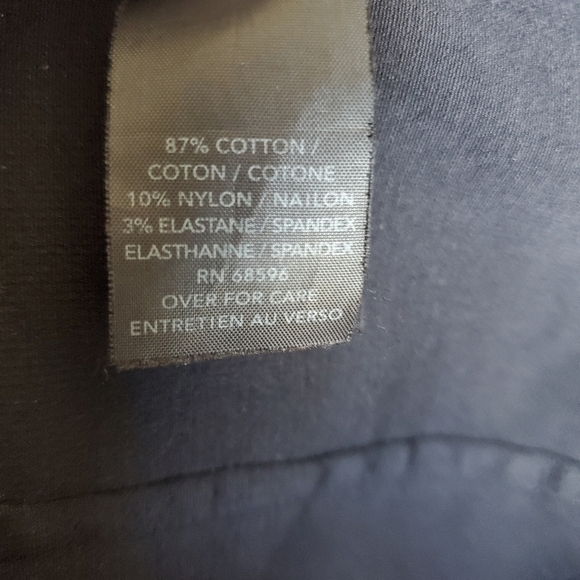 87% COTTON /
COTON / COTONE
10% NYLON / NAILON
3% ELASTANE / SPANDEX
ELASTHANNE / SPANDEX
RN 68596
OVER FOR CARE
ENTRETIEN AU VERSO